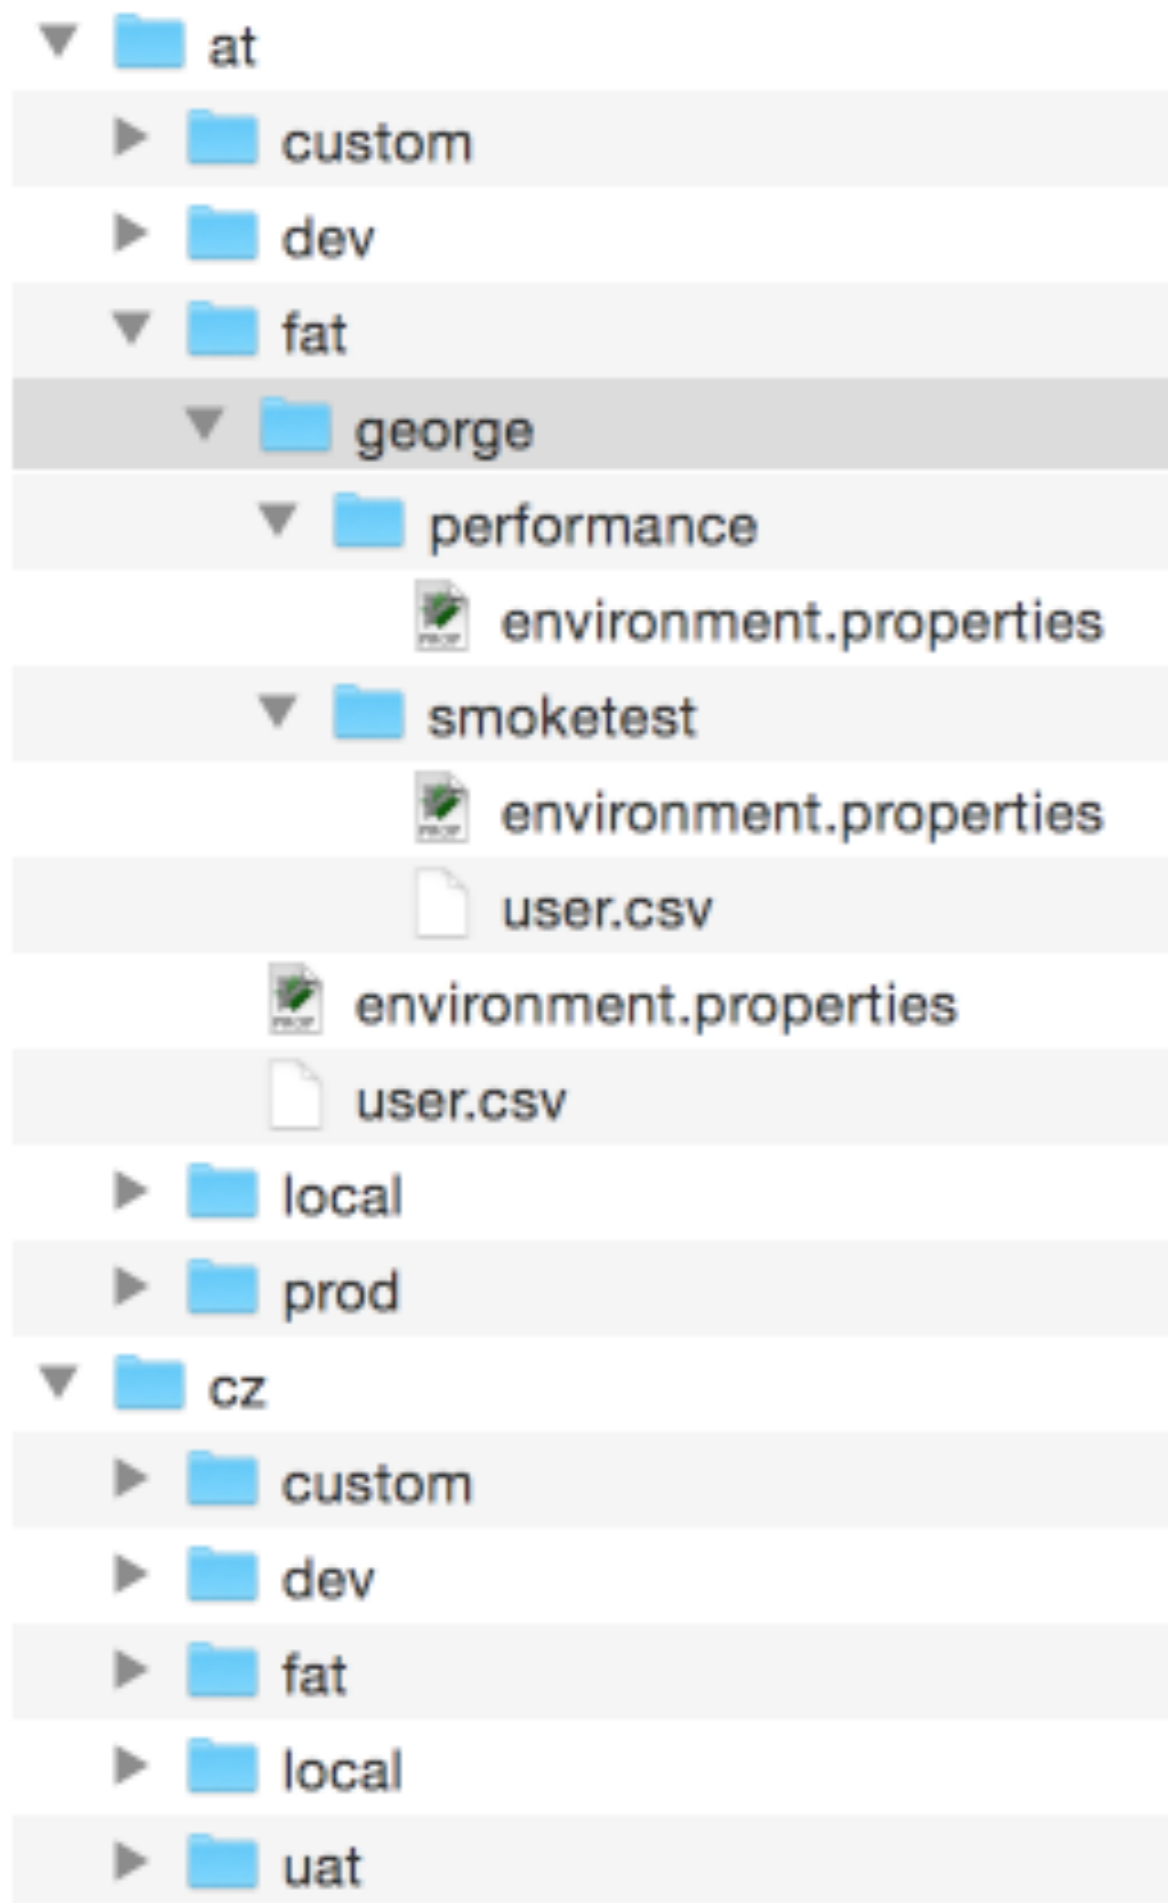 at
custom
dev
fat
george
performance
environment.properties
smoketest
environment.properties
user.csv
environment.properties
user.csv
local
prod
cz
custom
dev
fat
local
uat